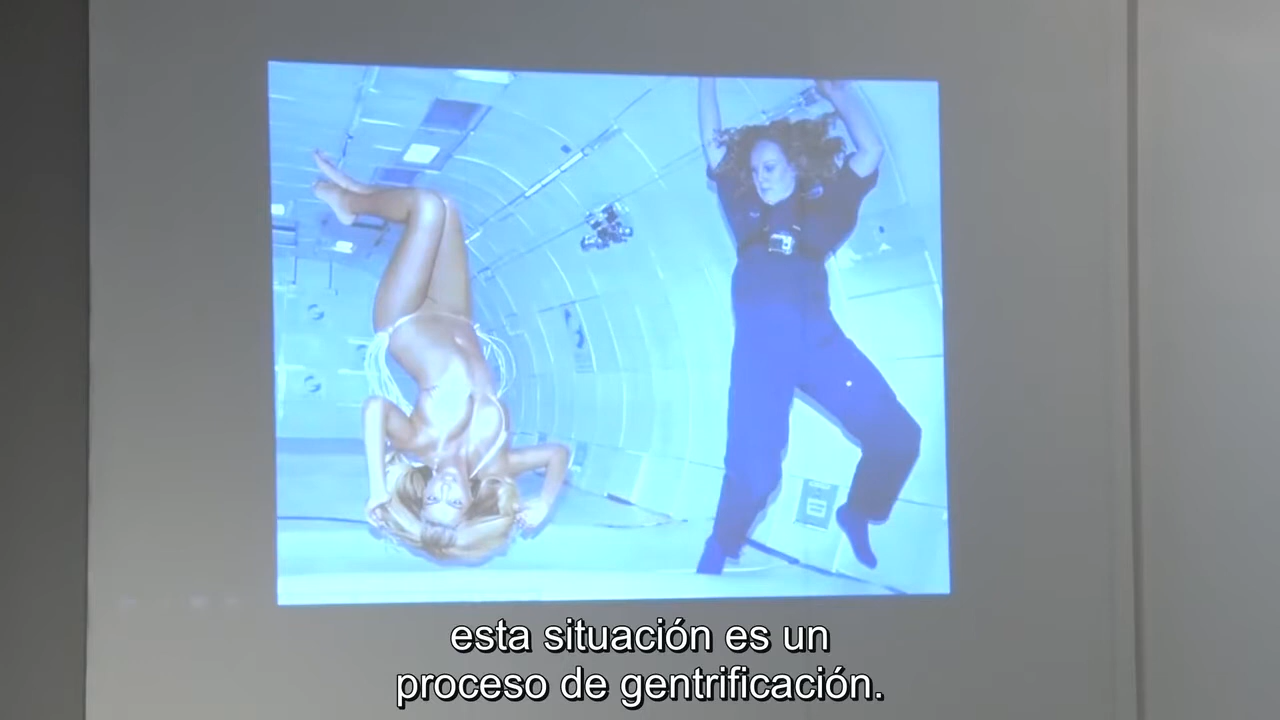 esta situación es un
proceso de gentrificación.